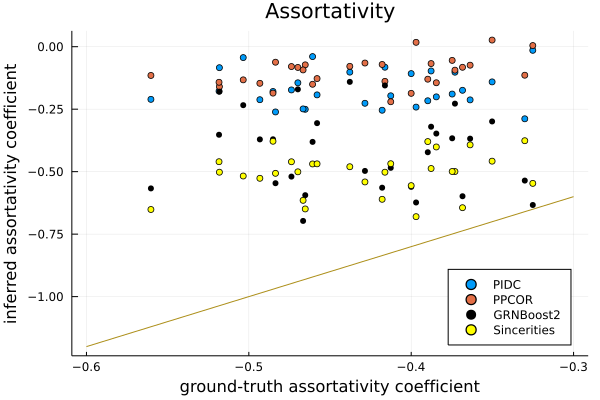 Assortativity
inferred assortativity coefficient
0.00
−0.25
−0.50
−0.75
−1.00
PIDC
PPCOR
GRNBoost2
Sincerities
−0.6
−0.5
−0.4
−0.3
ground-truth assortativity coefficient